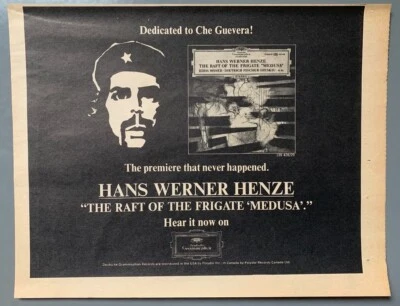 Dedicated to Che Guevera!
HANS WERNER HENZE
THE RAFT OF THE FRIGATE "MEDUSA"
The premiere that never happened.
HANS WERNER HENZE
"THE RAFT OF THE FRIGATE 'MEDUSA'."
Hear it now on